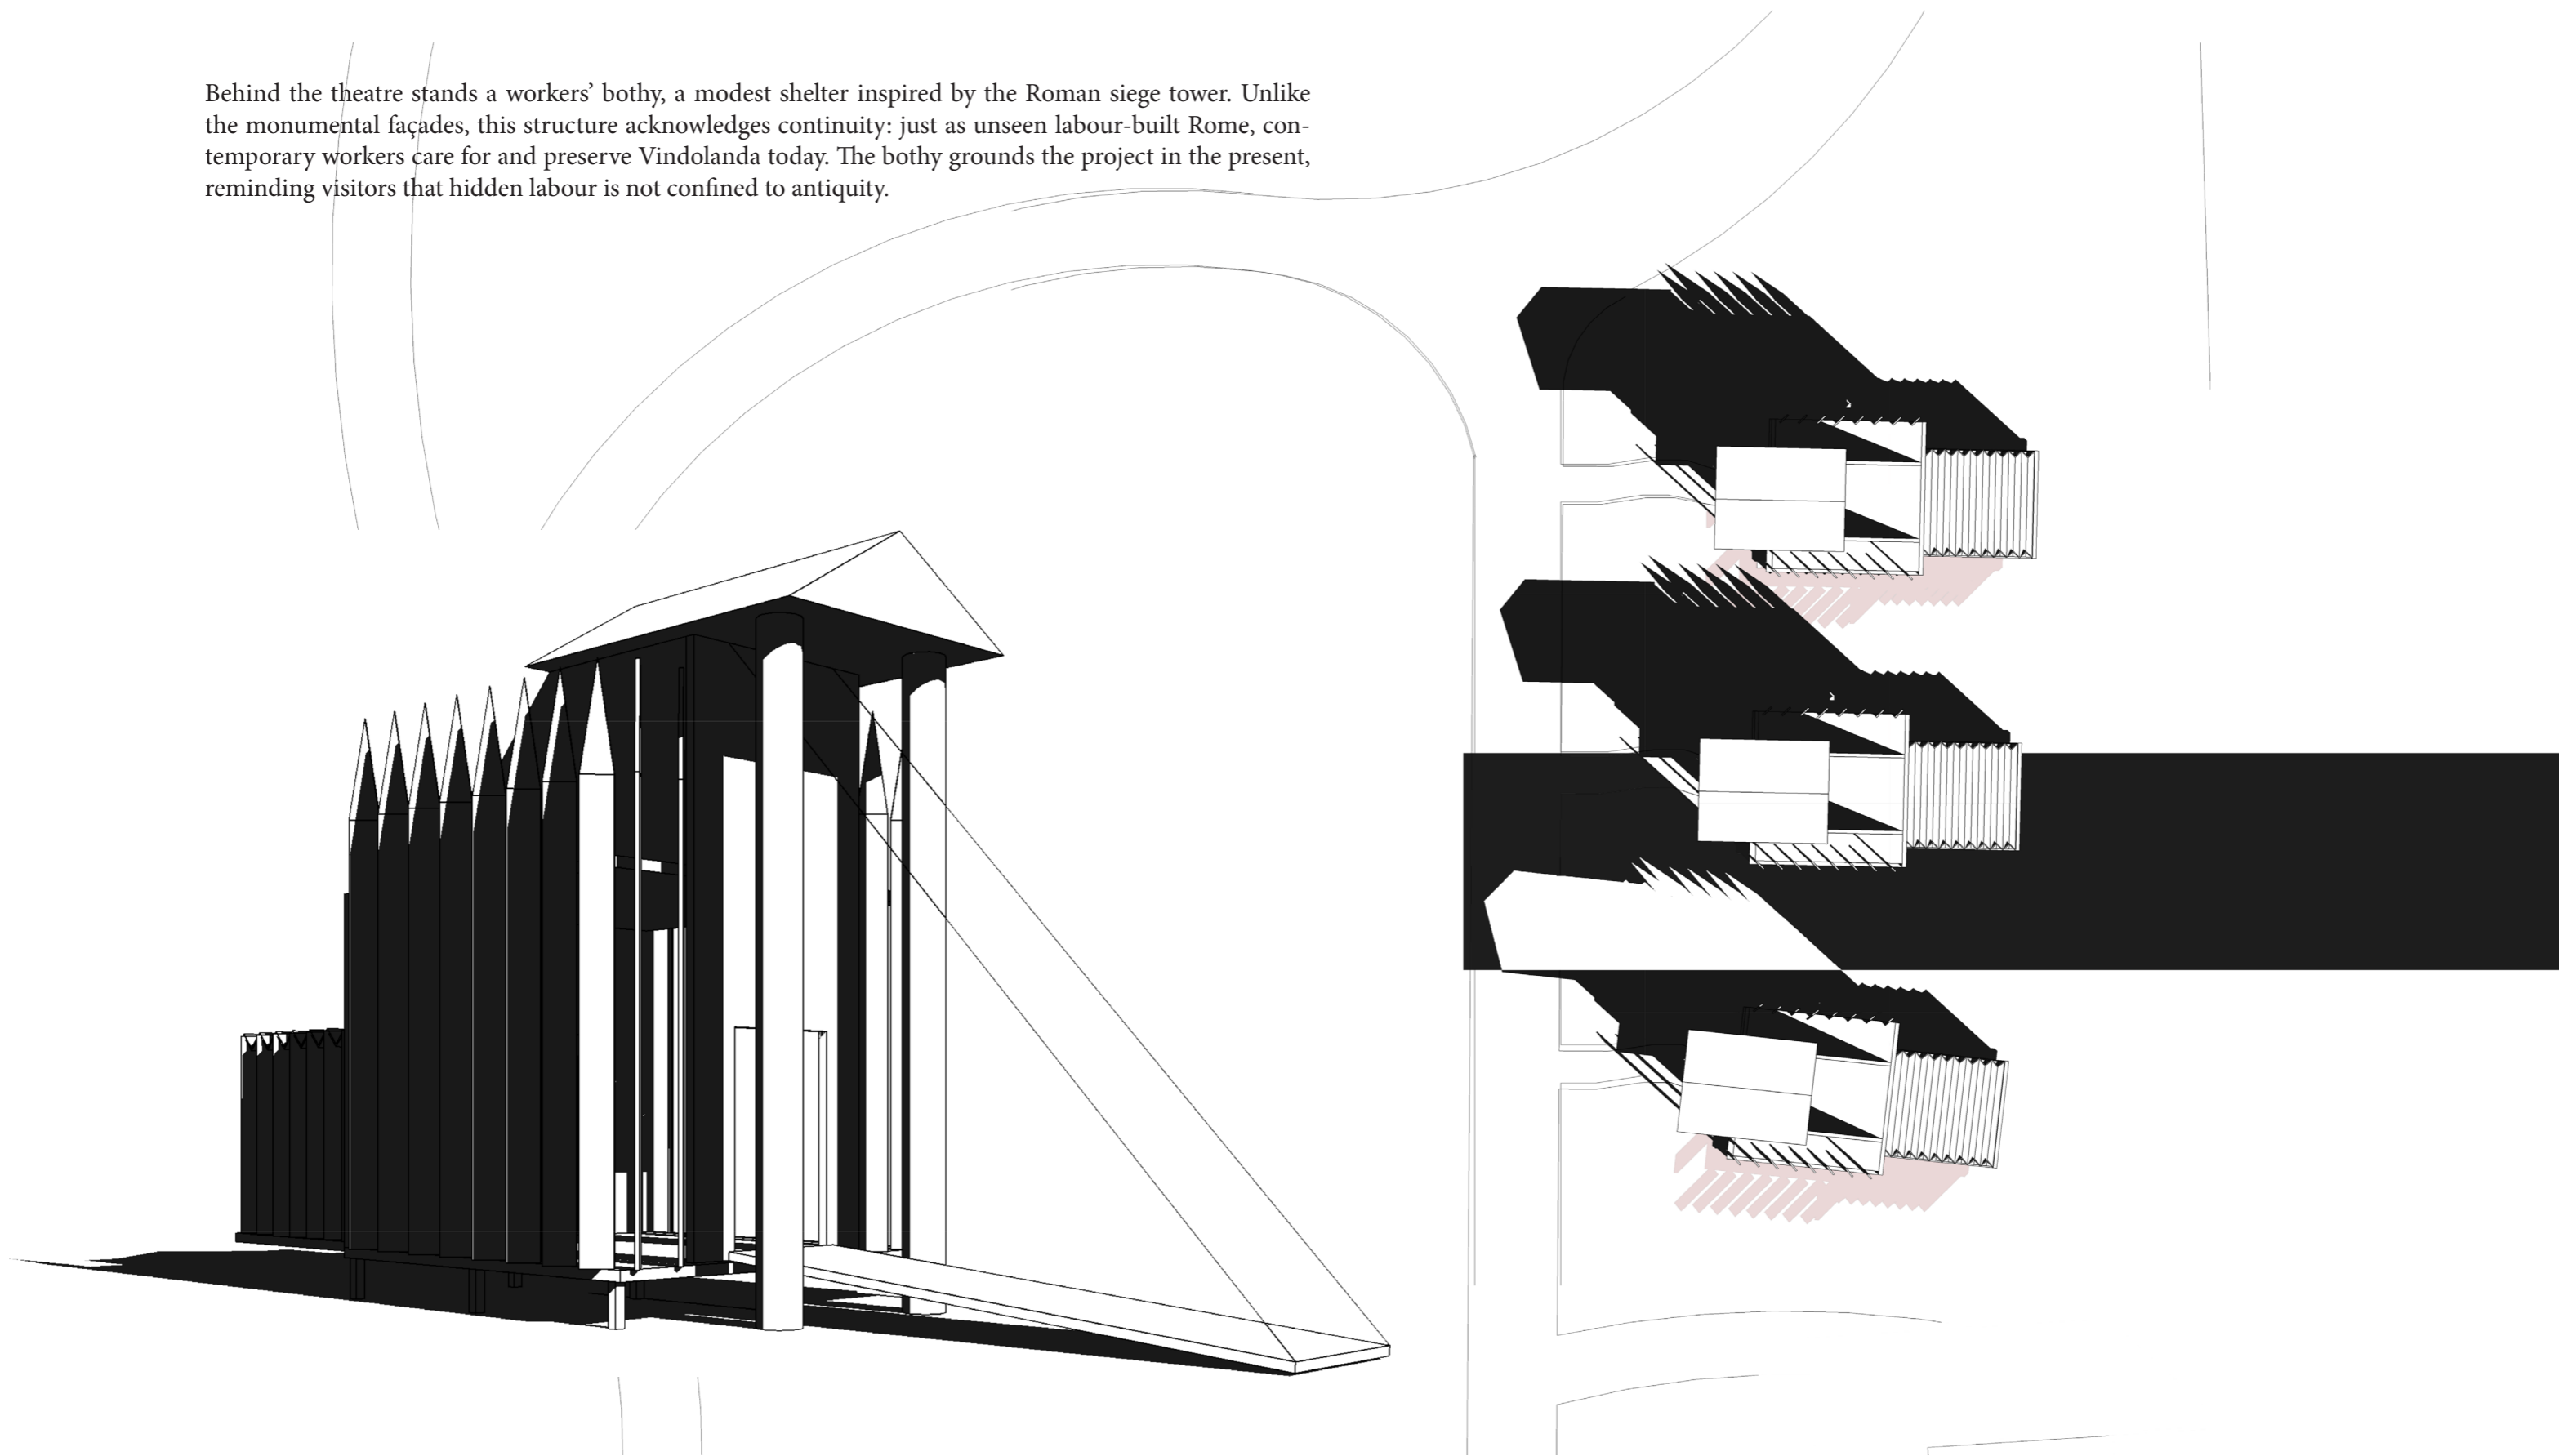 Behind the theatre stands a workers’ bothy, a modest shelter inspired by the Roman siege tower. Unlike
the monumental façades, this structure acknowledges continuity: just as unseen labour-built Rome, con-
temporary workers care for and preserve Vindolanda today. The bothy grounds the project in the present,
reminding visitors that hidden labour is not confined to antiquity.